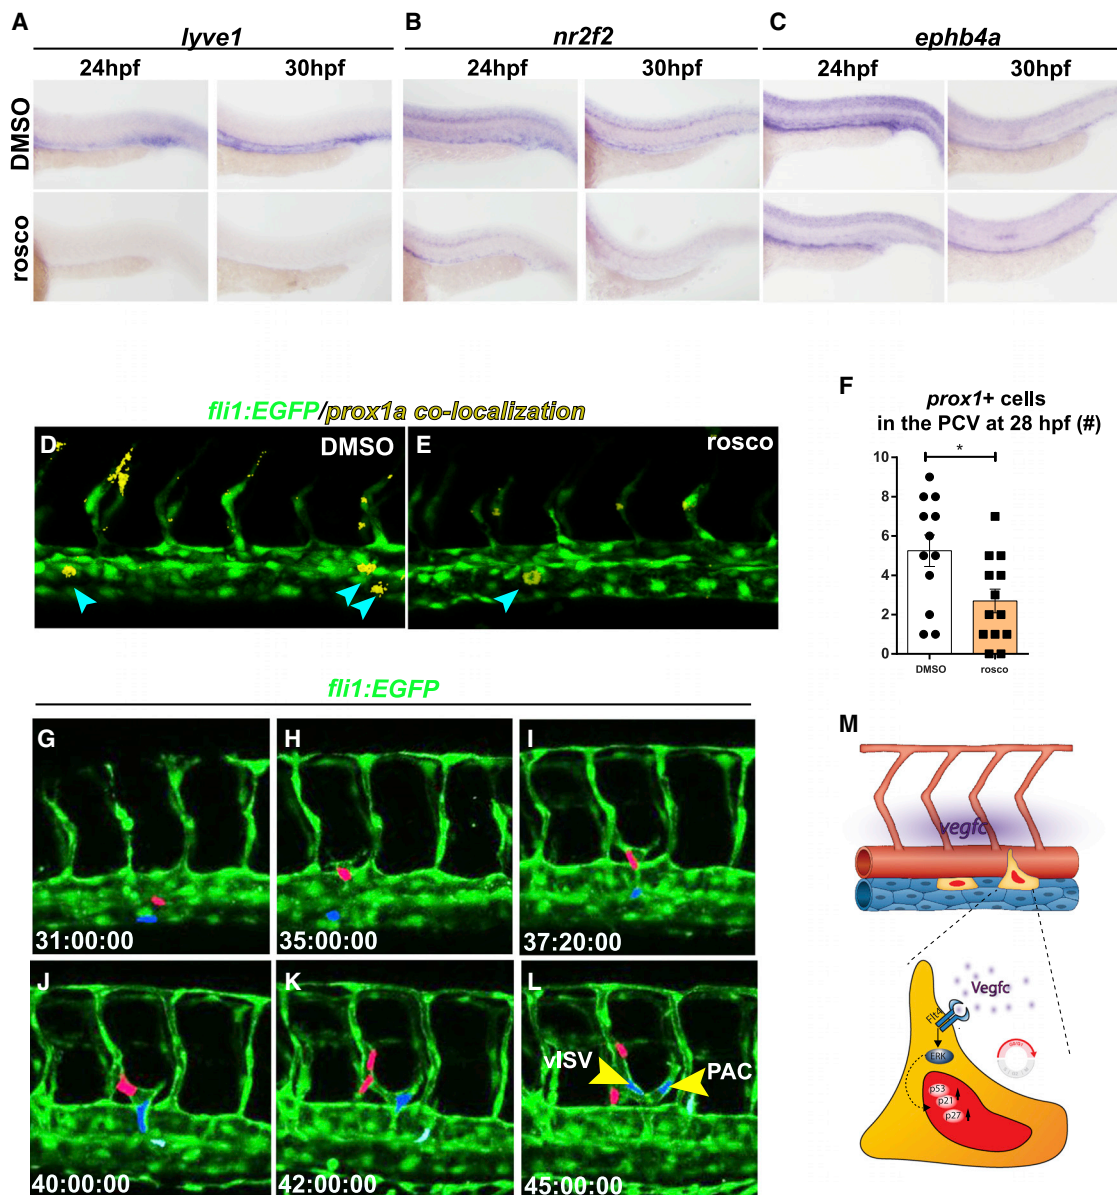 A
lyve1
24hpf
30hpf
B
nr2f2
24hpf
30hpf
C
ephb4a
24hpf
30hpf
DMSO
rosco
fli1:EGFP/prox1a co-localization
D
DMSO
E
rosco
F
prox1+ cells
in the PCV at 28 hpf (#)
*
10
8
6
4
2
0
DMSO
rosco
fli1:EGFP
G
31:00:00
H
35:00:00
I
37:20:00
J
40:00:00
K
42:00:00
L
vISV
PAC
45:00:00
M
vegfc
Vegfc
Flt4
ERK
p53
p21
p27